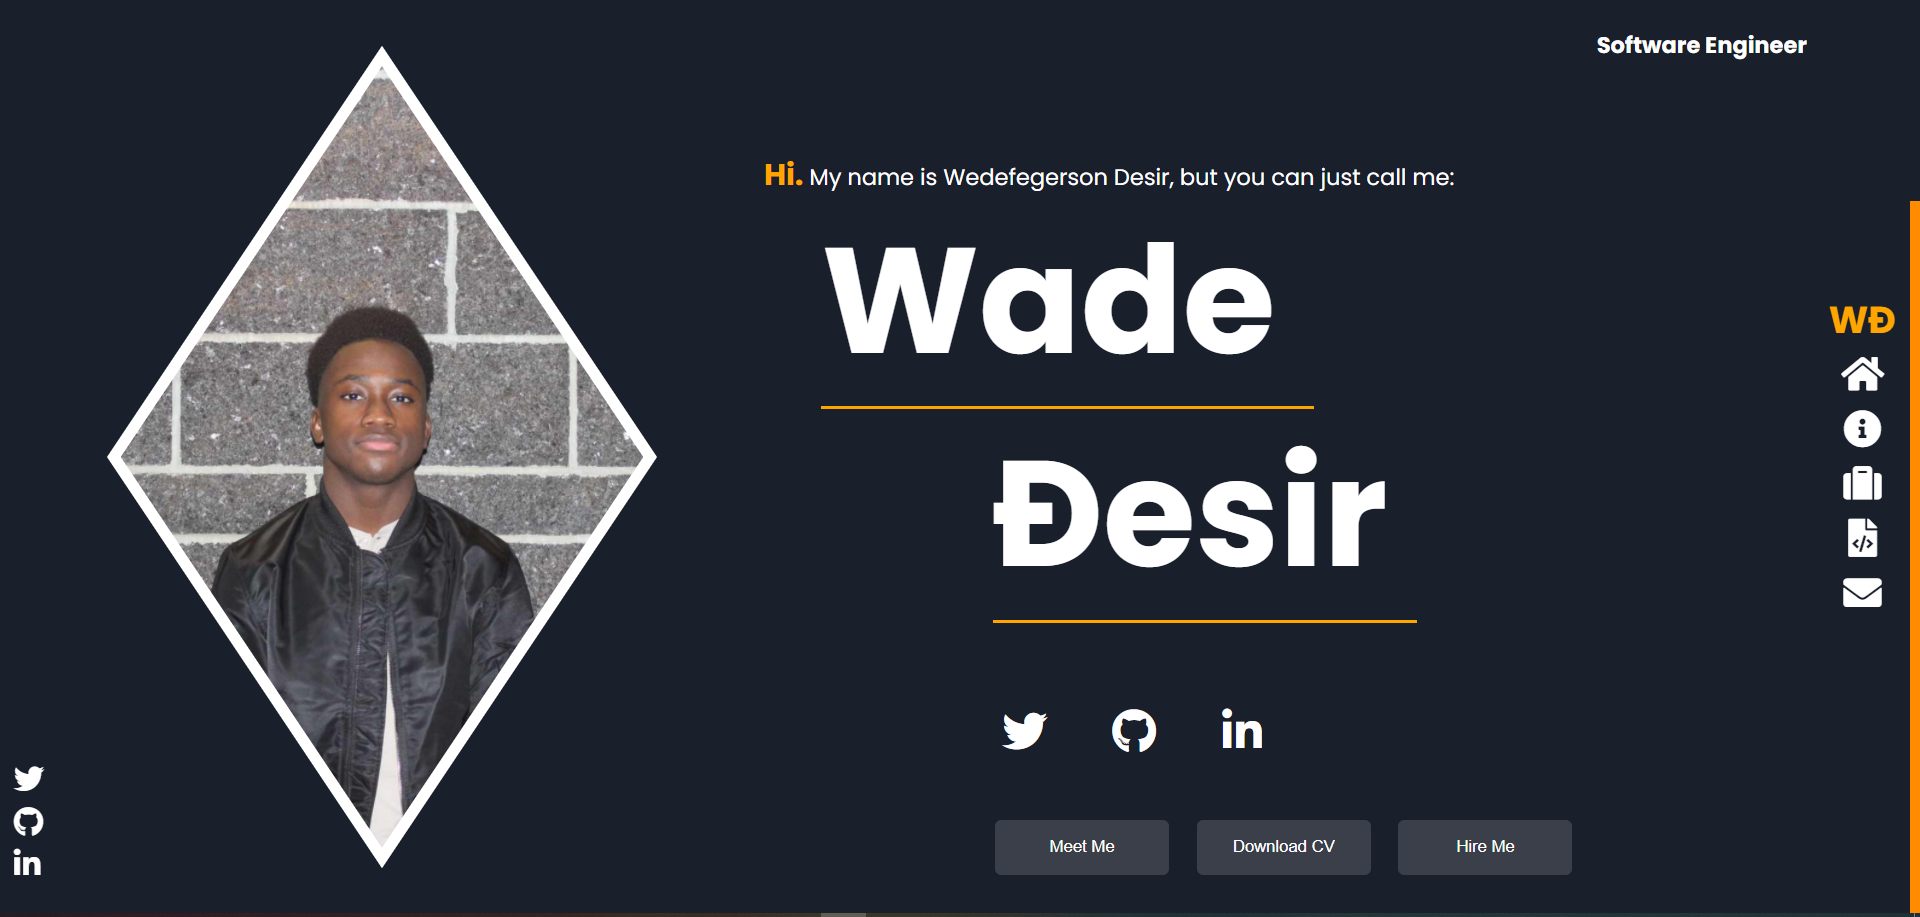 Software Engineer
Hi. My name is Wedefegerson Desir, but you can just call me:
Wade
Đesir
WĐ
Meet Me
Download CV
Hire Me